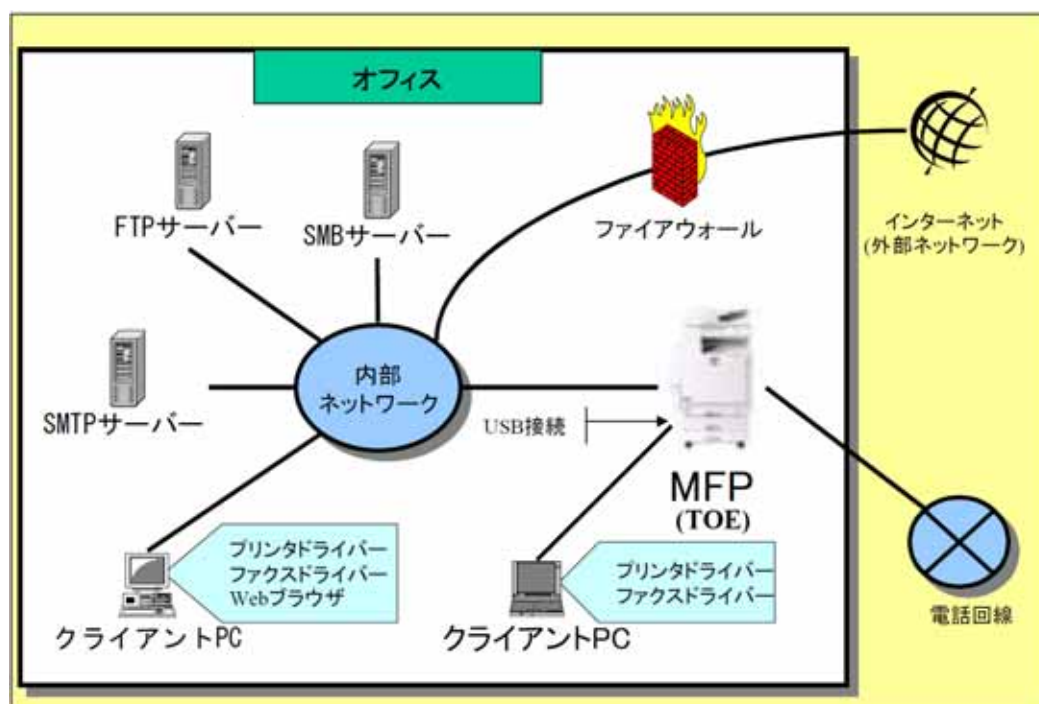 オフィス
FTPサーバー
SMBサーバー
ファイアウォール
インターネット
(外部ネットワーク)
SMTPサーバー
内部
ネットワーク
USB接続
MFP
(TOE)
プリンタドライバー
ファクスドライバー
Webブラウザ
クライアントPC
プリンタドライバー
ファクスドライバー
クライアントPC
電話回線